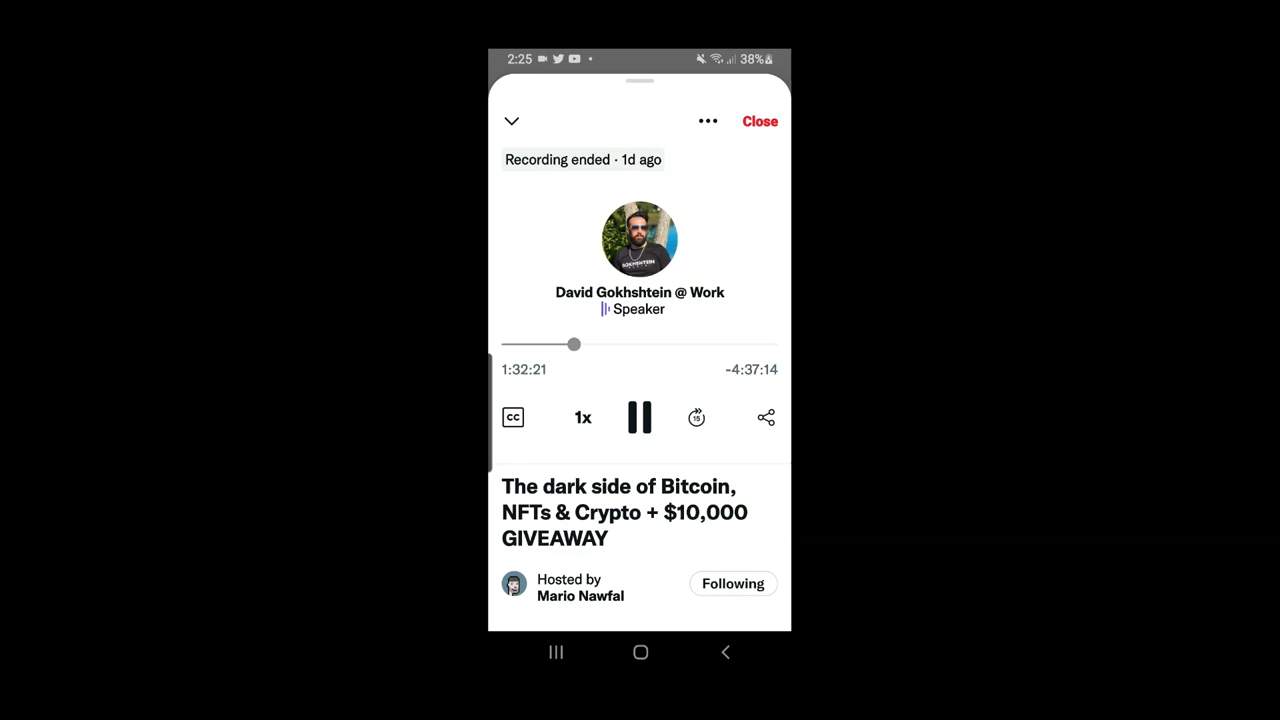 2:25
38%
Close
Recording ended · 1d ago
GOKHSHTEIN
David Gokhshtein @ Work
Speaker
1:32:21
-4:37:14
CC
1x
15
The dark side of Bitcoin,
NFTs & Crypto + $10,000
GIVEAWAY
Hosted by
Mario Nawfal
Following